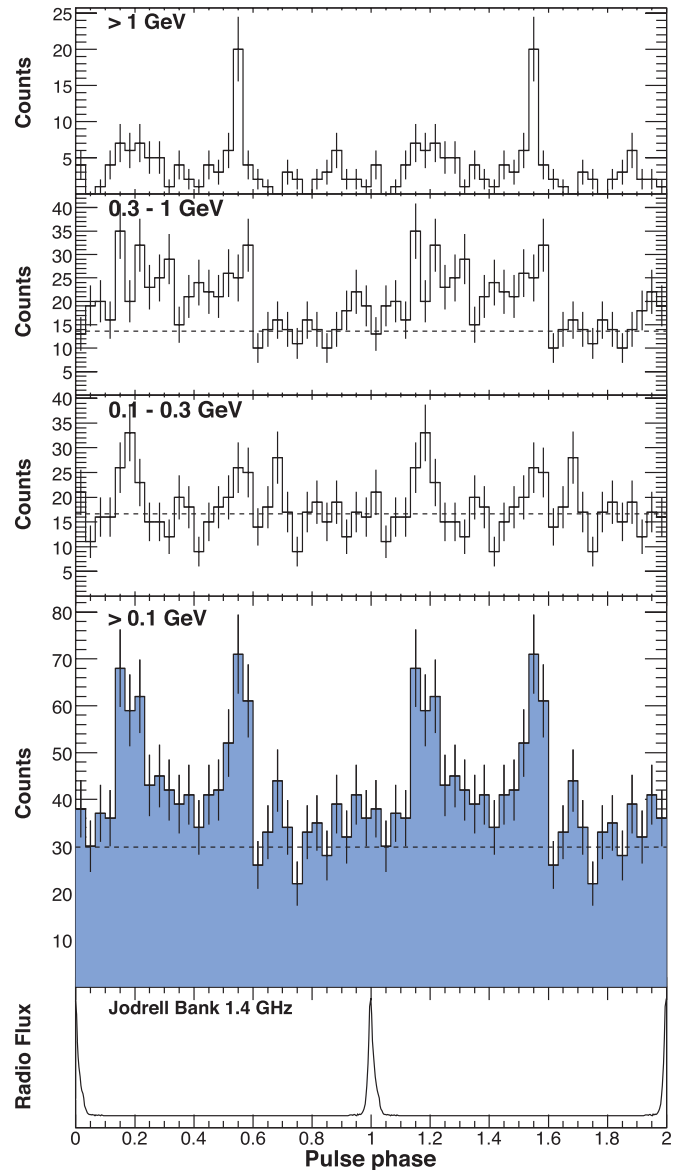 > 1 GeV
25
20
15
10
5
Counts
0.3 - 1 GeV
40
35
30
25
20
15
10
5
Counts
0.1 - 0.3 GeV
40
35
30
25
20
15
10
5
Counts
> 0.1 GeV
80
70
60
50
40
30
20
10
Counts
Jodrell Bank 1.4 GHz
Radio Flux
0 0.2 0.4 0.6 0.8 1 1.2 1.4 1.6 1.8 2
Pulse phase